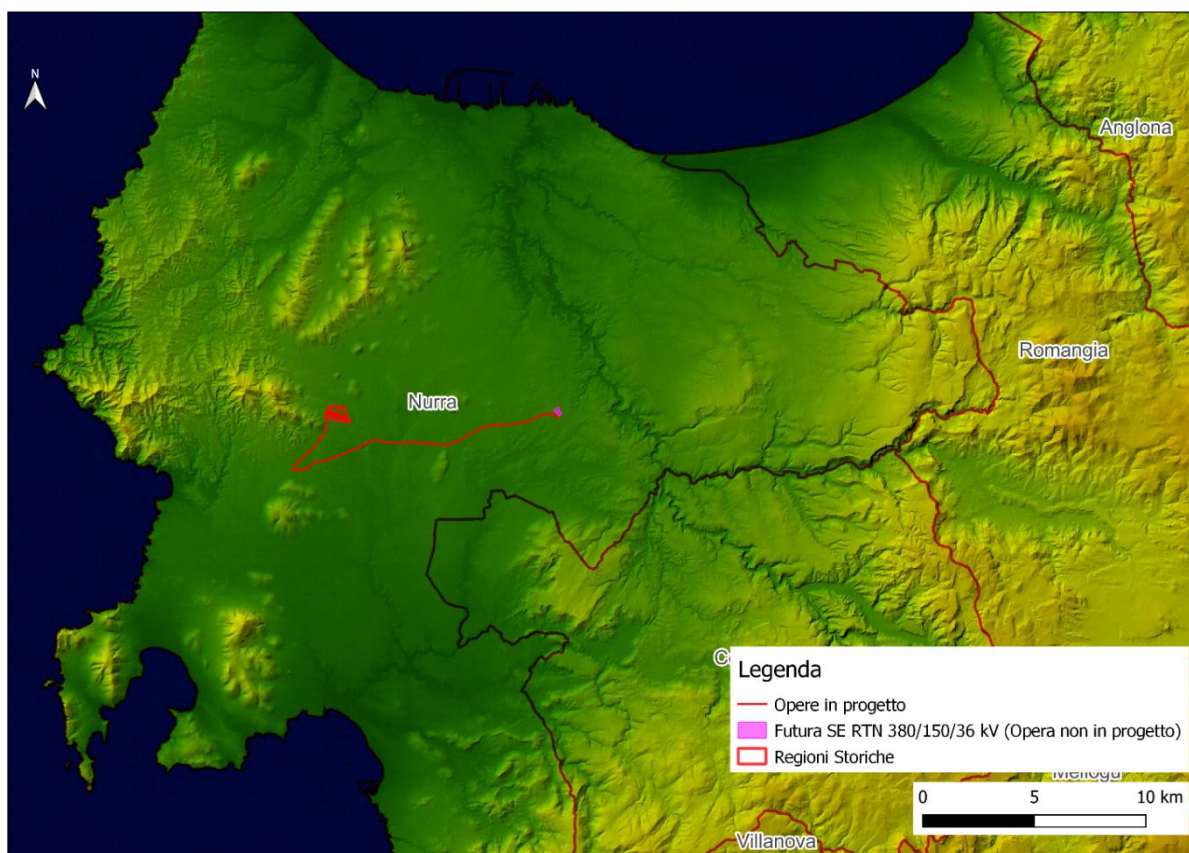 N
Anglona
Romangia
Nurra
Legenda
Opere in progetto
Futura SE RTN 380/150/36 kV (Opera non in progetto)
Regioni Storiche
0 5 10 km
Villanova